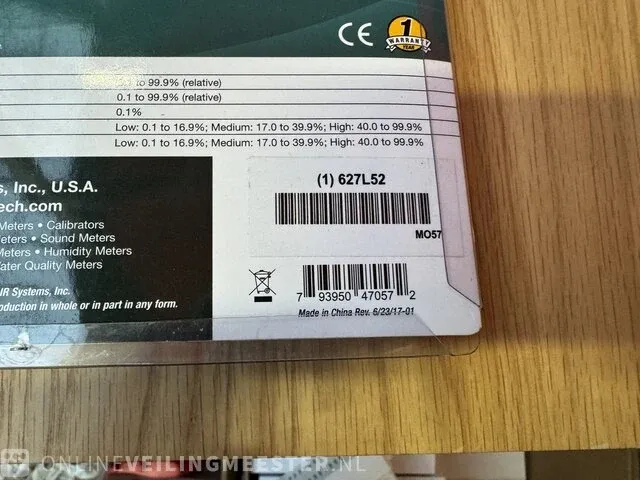 1
WARRANTY
YEAR
0.1 to 99.9% (relative)
0.1 to 99.9% (relative)
0.1%
Low: 0.1 to 16.9%; Medium: 17.0 to 39.9%; High: 40.0 to 99.9%
Low: 0.1 to 16.9%; Medium: 17.0 to 39.9%; High: 40.0 to 99.9%
s, Inc., U.S.A.
ech.com
Meters • Calibrators
eters • Sound Meters
Meters • Humidity Meters
ater Quality Meters
IR Systems, Inc.
oduction in whole or in part in any form.
(1) 627L52
MO57
7 93950 47057 2
Made in China Rev. 6/23/17-01
ONLINEVEILINGMEESTER.NL